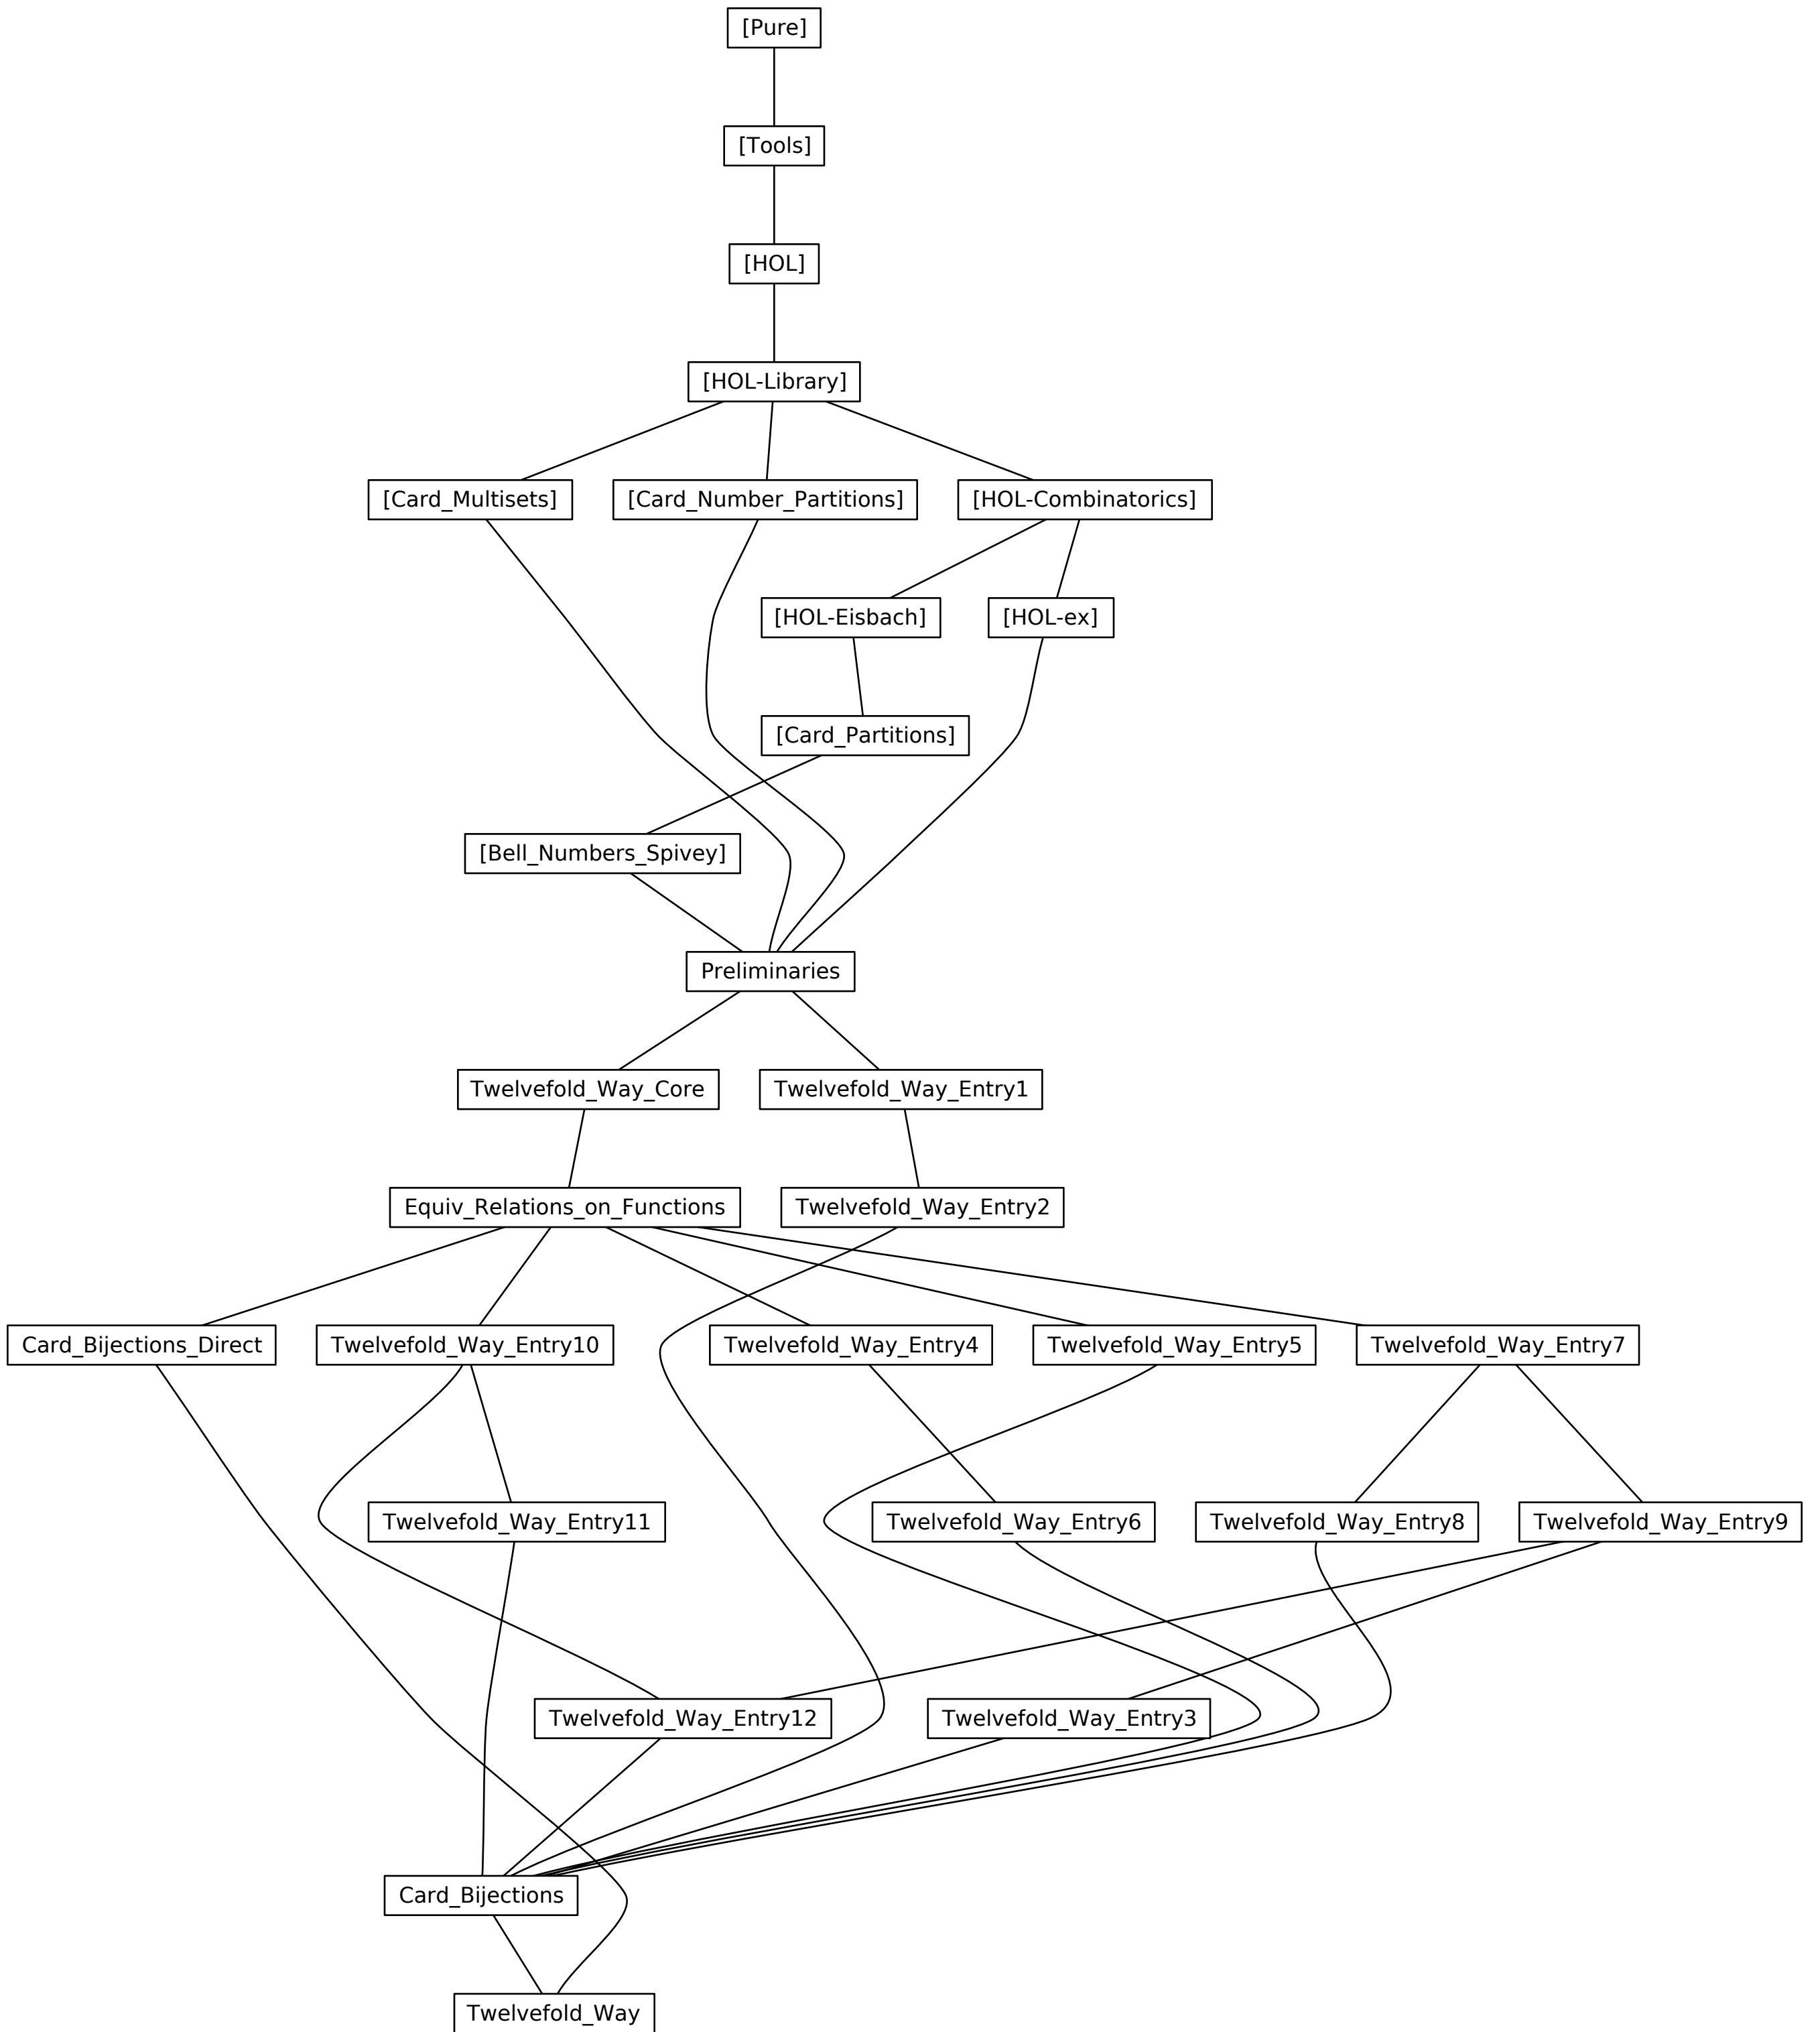 [Pure]
[Tools]
[HOL]
[HOL-Library]
[Card_Multisets]
[Card_Number_Partitions]
[HOL-Combinatorics]
[HOL-Eisbach]
[HOL-ex]
[Card_Partitions]
[Bell_Numbers_Spivey]
Preliminaries
Twelvefold_Way_Core
Twelvefold_Way_Entry1
Equiv_Relations_on_Functions
Twelvefold_Way_Entry2
Card_Bijections_Direct
Twelvefold_Way_Entry10
Twelvefold_Way_Entry4
Twelvefold_Way_Entry5
Twelvefold_Way_Entry7
Twelvefold_Way_Entry11
Twelvefold_Way_Entry6
Twelvefold_Way_Entry8
Twelvefold_Way_Entry9
Twelvefold_Way_Entry12
Twelvefold_Way_Entry3
Card_Bijections
Twelvefold_Way